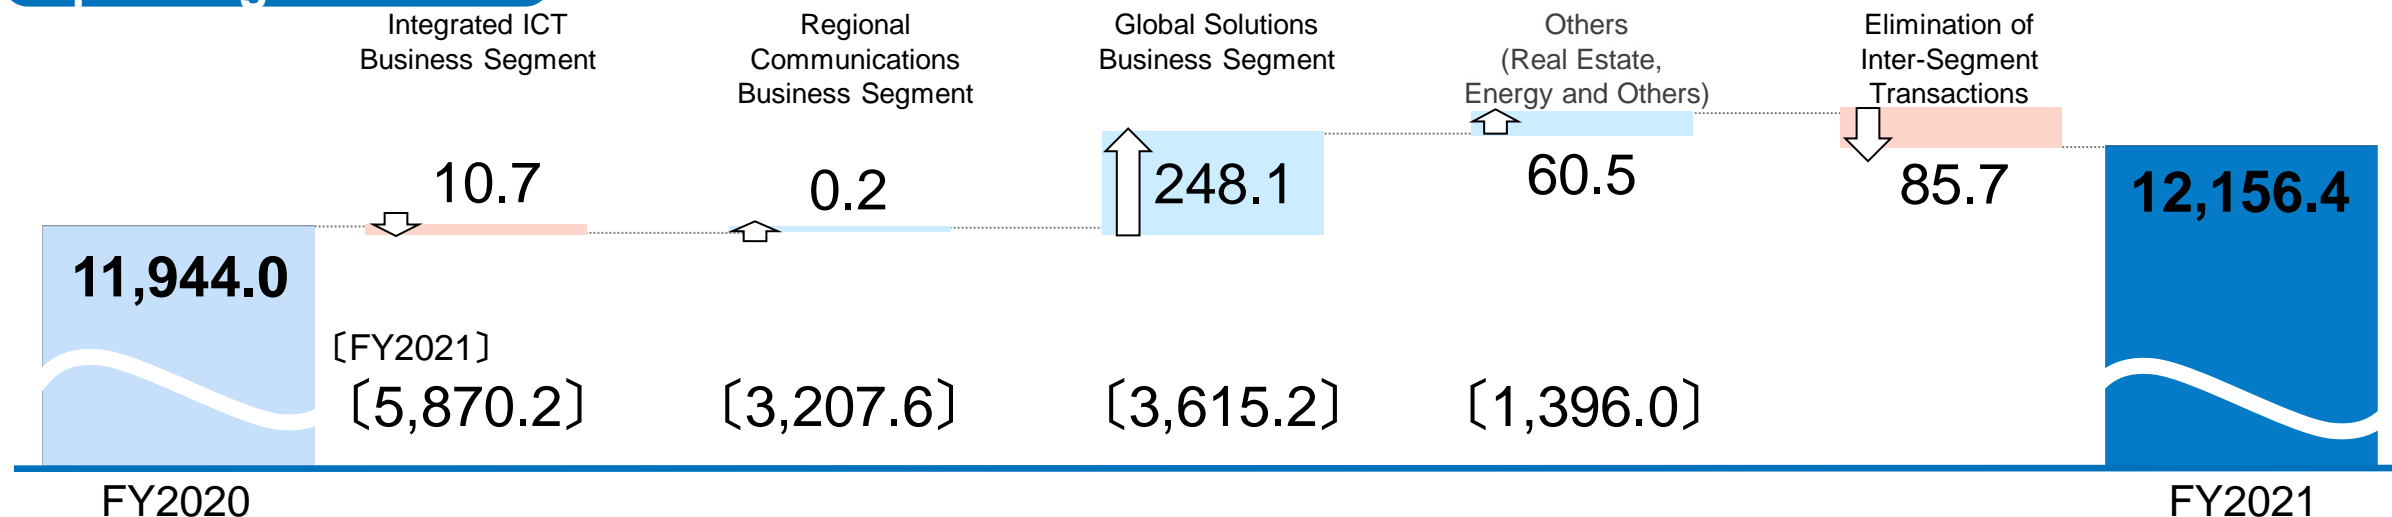 Integrated ICT
Business Segment
Regional
Communications
Business Segment
Global Solutions
Business Segment
Others
(Real Estate,
Energy and Others)
Elimination of
Inter-Segment
Transactions
10.7
0.2
248.1
60.5
85.7
12,156.4
11,944.0
〔FY2021〕
〔5,870.2〕
〔3,207.6〕
〔3,615.2〕
〔1,396.0〕
FY2020
FY2021